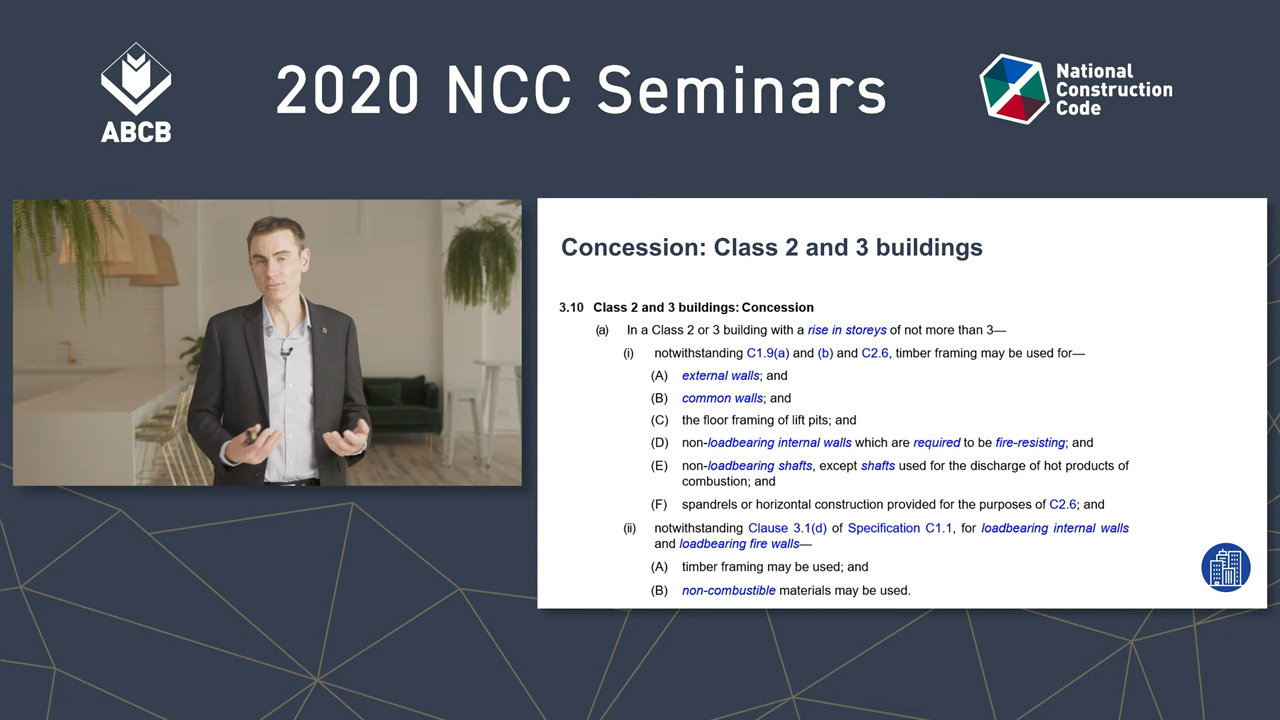 ABCB
2020 NCC Seminars
National
Construction
Code
Concession: Class 2 and 3 buildings
3.10 Class 2 and 3 buildings: Concession
(a) In a Class 2 or 3 building with a rise in storeys of not more than 3—
(i) notwithstanding C1.9(a) and (b) and C2.6, timber framing may be used for—
(A) external walls; and
(B) common walls; and
(C) the floor framing of lift pits; and
(D) non-loadbearing internal walls which are required to be fire-resisting; and
(E) non-loadbearing shafts, except shafts used for the discharge of hot products of
combustion; and
(F) spandrels or horizontal construction provided for the purposes of C2.6; and
(ii) notwithstanding Clause 3.1(d) of Specification C1.1, for loadbearing internal walls
and loadbearing fire walls—
(A) timber framing may be used; and
(B) non-combustible materials may be used.